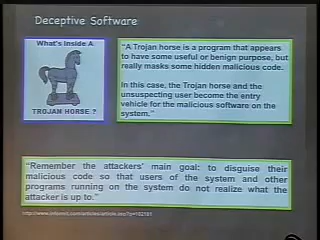 Deceptive Software
What's Inside A
TROJAN HORSE ?
"A Trojan horse is a program that appears
to have some useful or benign purpose, but
really masks some hidden malicious code.
In this case, the Trojan horse and the
unsuspecting user become the entry
vehicle for the malicious software on the
system."
"Remember the attackers' main goal: to disguise their
malicious code so that users of the system and other
programs running on the system do not realize what the
attacker is up to."